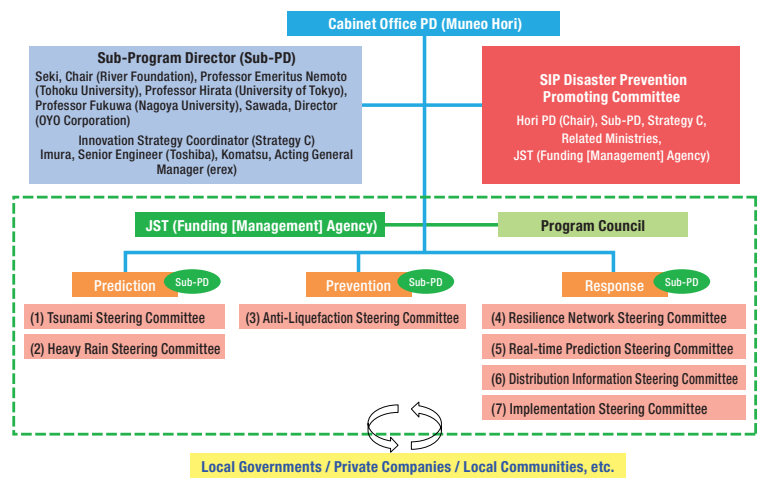 Cabinet Office PD (Muneo Hori)
Sub-Program Director (Sub-PD)
Seki, Chair (River Foundation), Professor Emeritus Nemoto
(Tohoku University), Professor Hirata (University of Tokyo),
Professor Fukuwa (Nagoya University), Sawada, Director
(OYO Corporation)
Innovation Strategy Coordinator (Strategy C)
Imura, Senior Engineer (Toshiba), Komatsu, Acting General
Manager (erex)
SIP Disaster Prevention
Promoting Committee
Hori PD (Chair), Sub-PD, Strategy C,
Related Ministries,
JST (Funding [Management] Agency)
JST (Funding [Management] Agency)
Program Council
Prediction
Sub-PD
(1) Tsunami Steering Committee
(2) Heavy Rain Steering Committee
Prevention
Sub-PD
(3) Anti-Liquefaction Steering Committee
Response
Sub-PD
(4) Resilience Network Steering Committee
(5) Real-time Prediction Steering Committee
(6) Distribution Information Steering Committee
(7) Implementation Steering Committee
Local Governments / Private Companies / Local Communities, etc.